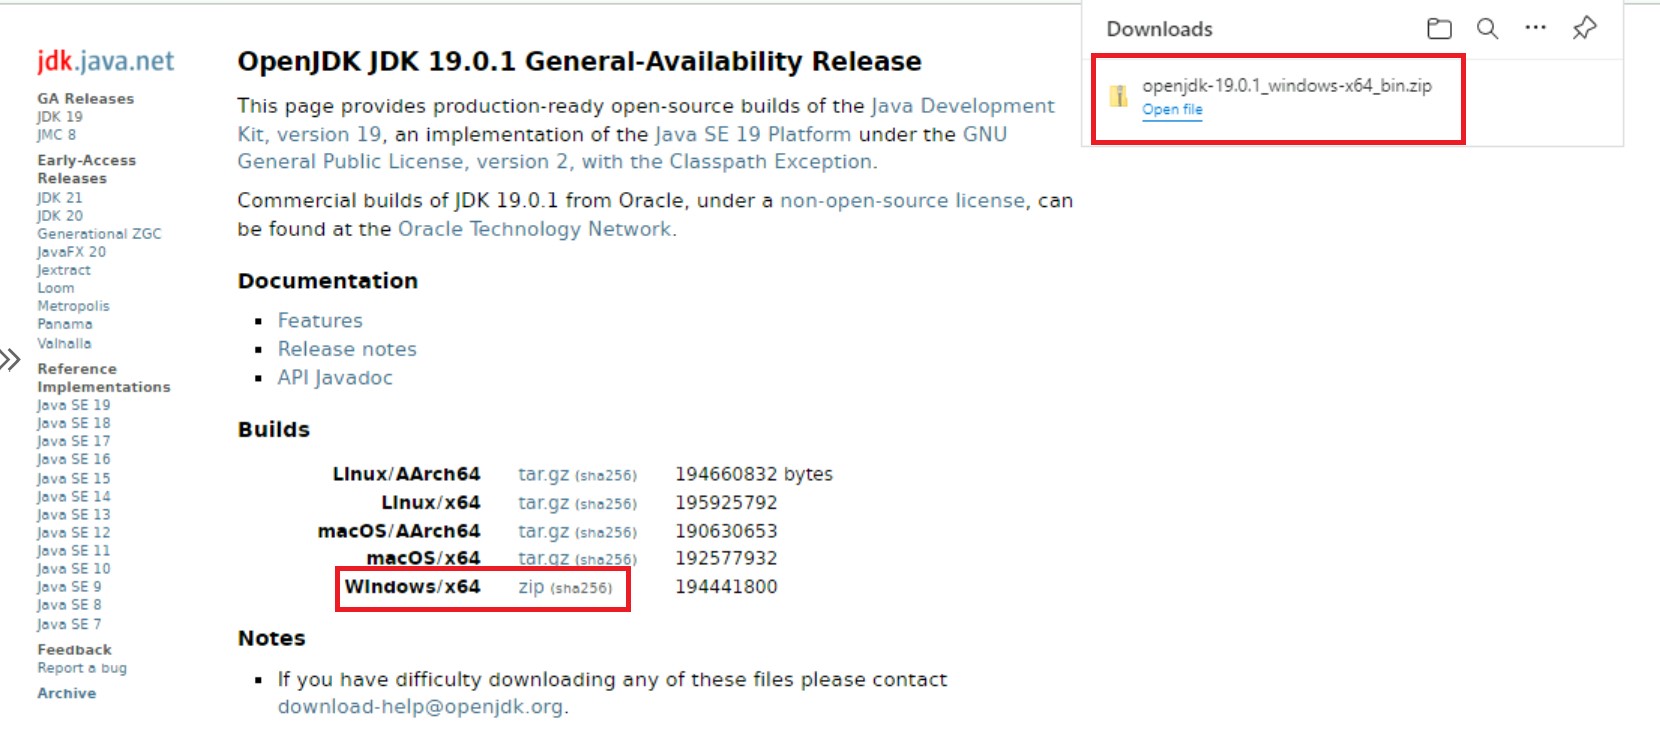 jdk.java.net
GA Releases
JDK 19
JMC 8
Early-Access
Releases
JDK 21
JDK 20
Generational ZGC
JavaFX 20
Jextract
Loom
Metropolis
Panama
Valhalla
Reference
Implementations
Java SE 19
Java SE 18
Java SE 17
Java SE 16
Java SE 15
Java SE 14
Java SE 13
Java SE 12
Java SE 11
Java SE 10
Java SE 9
Java SE 8
Java SE 7
Feedback
Report a bug
Archive
OpenJDK JDK 19.0.1 General-Availability Release
This page provides production-ready open-source builds of the Java Development
Kit, version 19, an implementation of the Java SE 19 Platform under the GNU
General Public License, version 2, with the Classpath Exception.
Commercial builds of JDK 19.0.1 from Oracle, under a non-open-source license, can
be found at the Oracle Technology Network.
Documentation
▪ Features
▪ Release notes
▪ API Javadoc
Builds
Linux/AArch64 tar.gz (sha256) 194660832 bytes
Linux/x64 tar.gz (sha256) 195925792
macOS/AArch64 tar.gz (sha256) 190630653
macOS/x64 tar.gz (sha256) 192577932
Windows/x64 zip (sha256) 194441800
Notes
▪ If you have difficulty downloading any of these files please contact
download-help@openjdk.org.
Downloads
openjdk-19.0.1_windows-x64_bin.zip
Open file